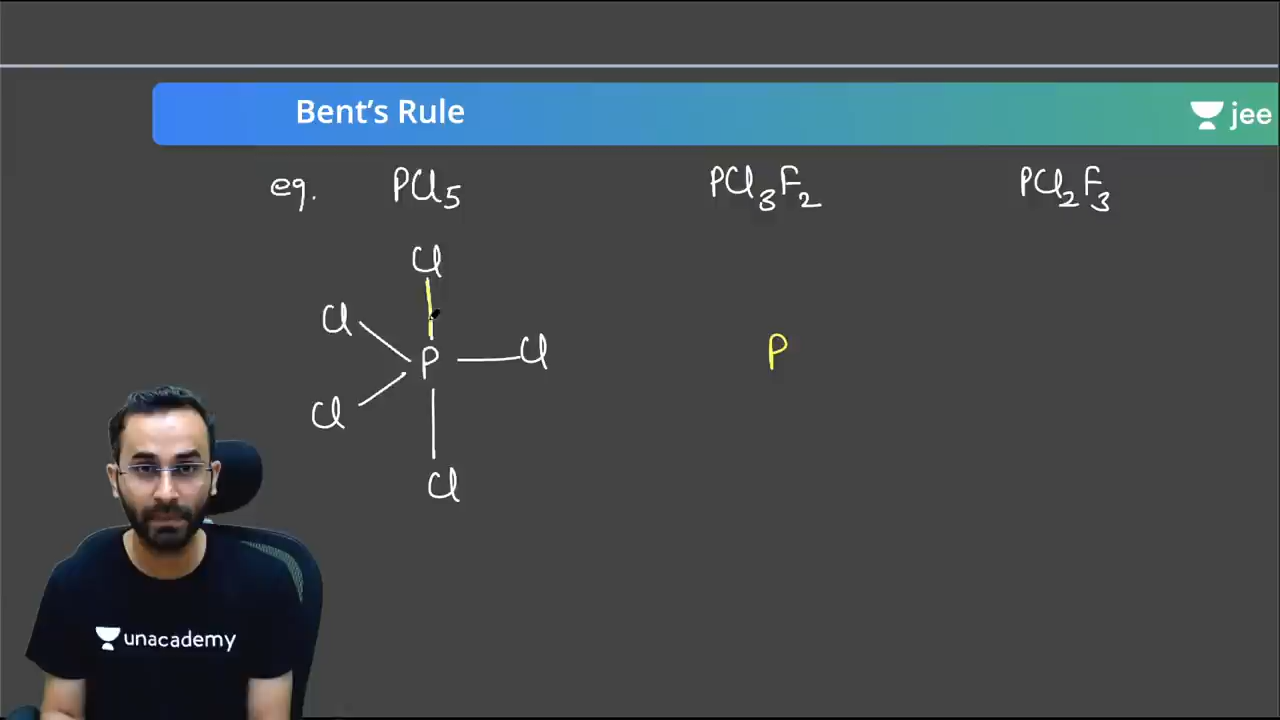 Bent's Rule
jee
eg. PCl5 PCl3F2 PCl2F3
Cl
Cl
P Cl P
Cl
Cl
unacademy